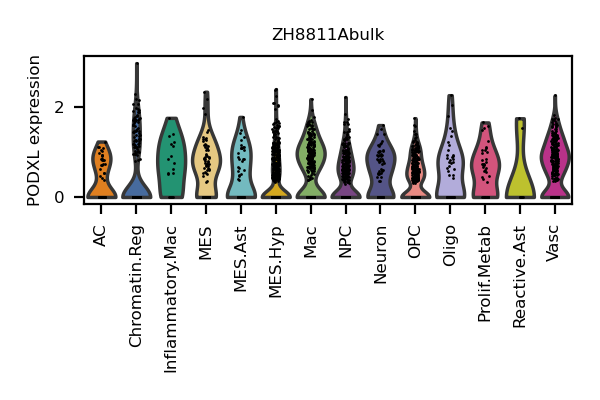 ZH8811Abulk
PODXL expression
2
0
AC
Chromatin.Reg
Inflammatory.Mac
MES
MES.Ast
MES.Hyp
Mac
NPC
Neuron
OPC
Oligo
Prolif.Metab
Reactive.Ast
Vasc